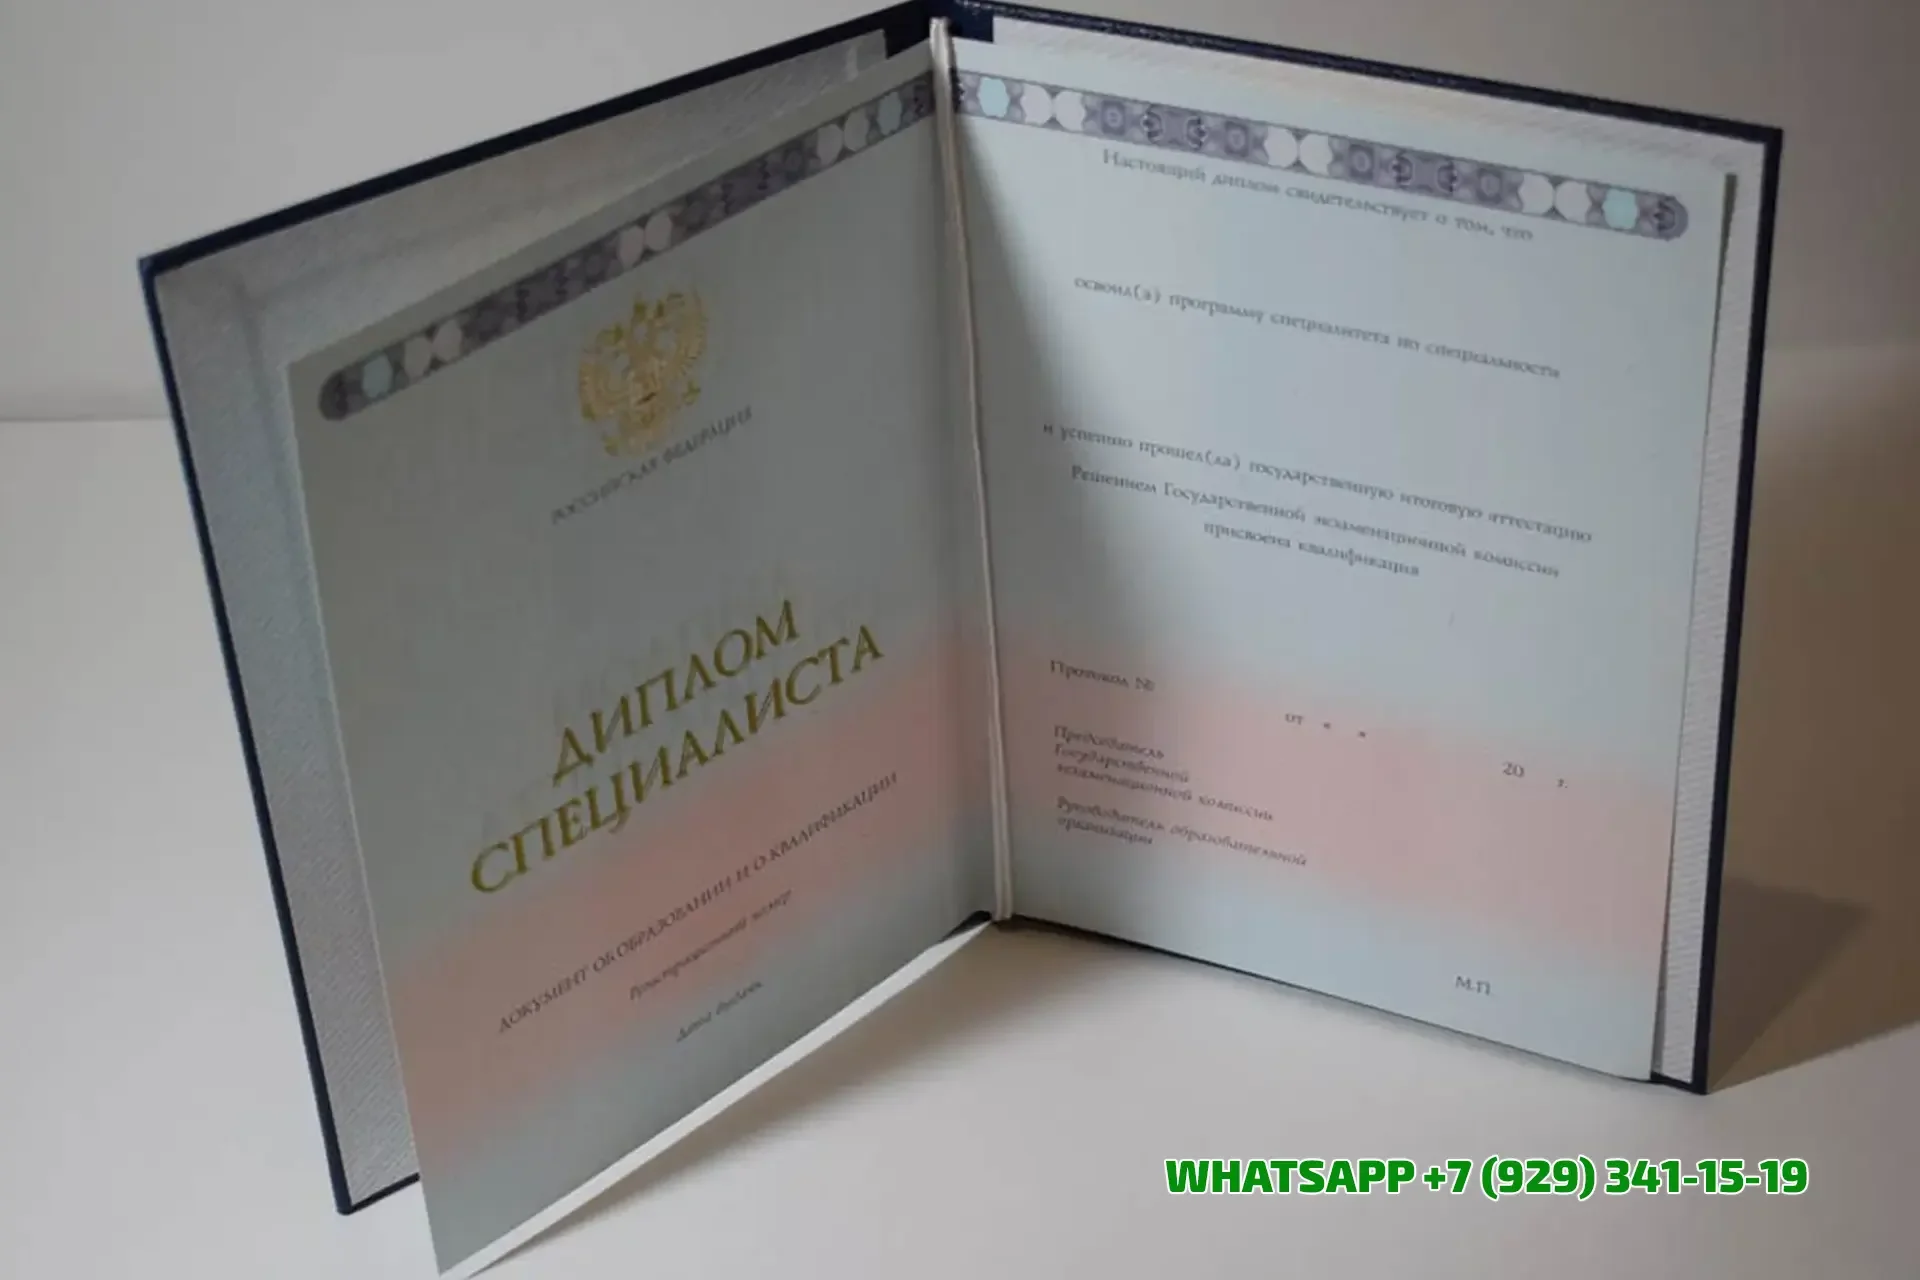 РОССИЙСКАЯ ФЕДЕРАЦИЯ
ДИПЛОМ
СПЕЦИАЛИСТА
ДОКУМЕНТ ОБ ОБРАЗОВАНИИ И О КВАЛИФИКАЦИИ
Регистрационный номер
Дата выдачи
Настоящий диплом свидетельствует о том, что
освоил(а) программу специалитета по специальности
и успешно прошел(ла) государственную итоговую аттестацию
Решением Государственной экзаменационной комиссии
присвоена квалификация
Протокол №
от « »
20 г.
Председатель
Государственной
экзаменационной комиссии
Руководитель образовательной
организации
М.П.
WHATSAPP +7 (929) 341-15-19